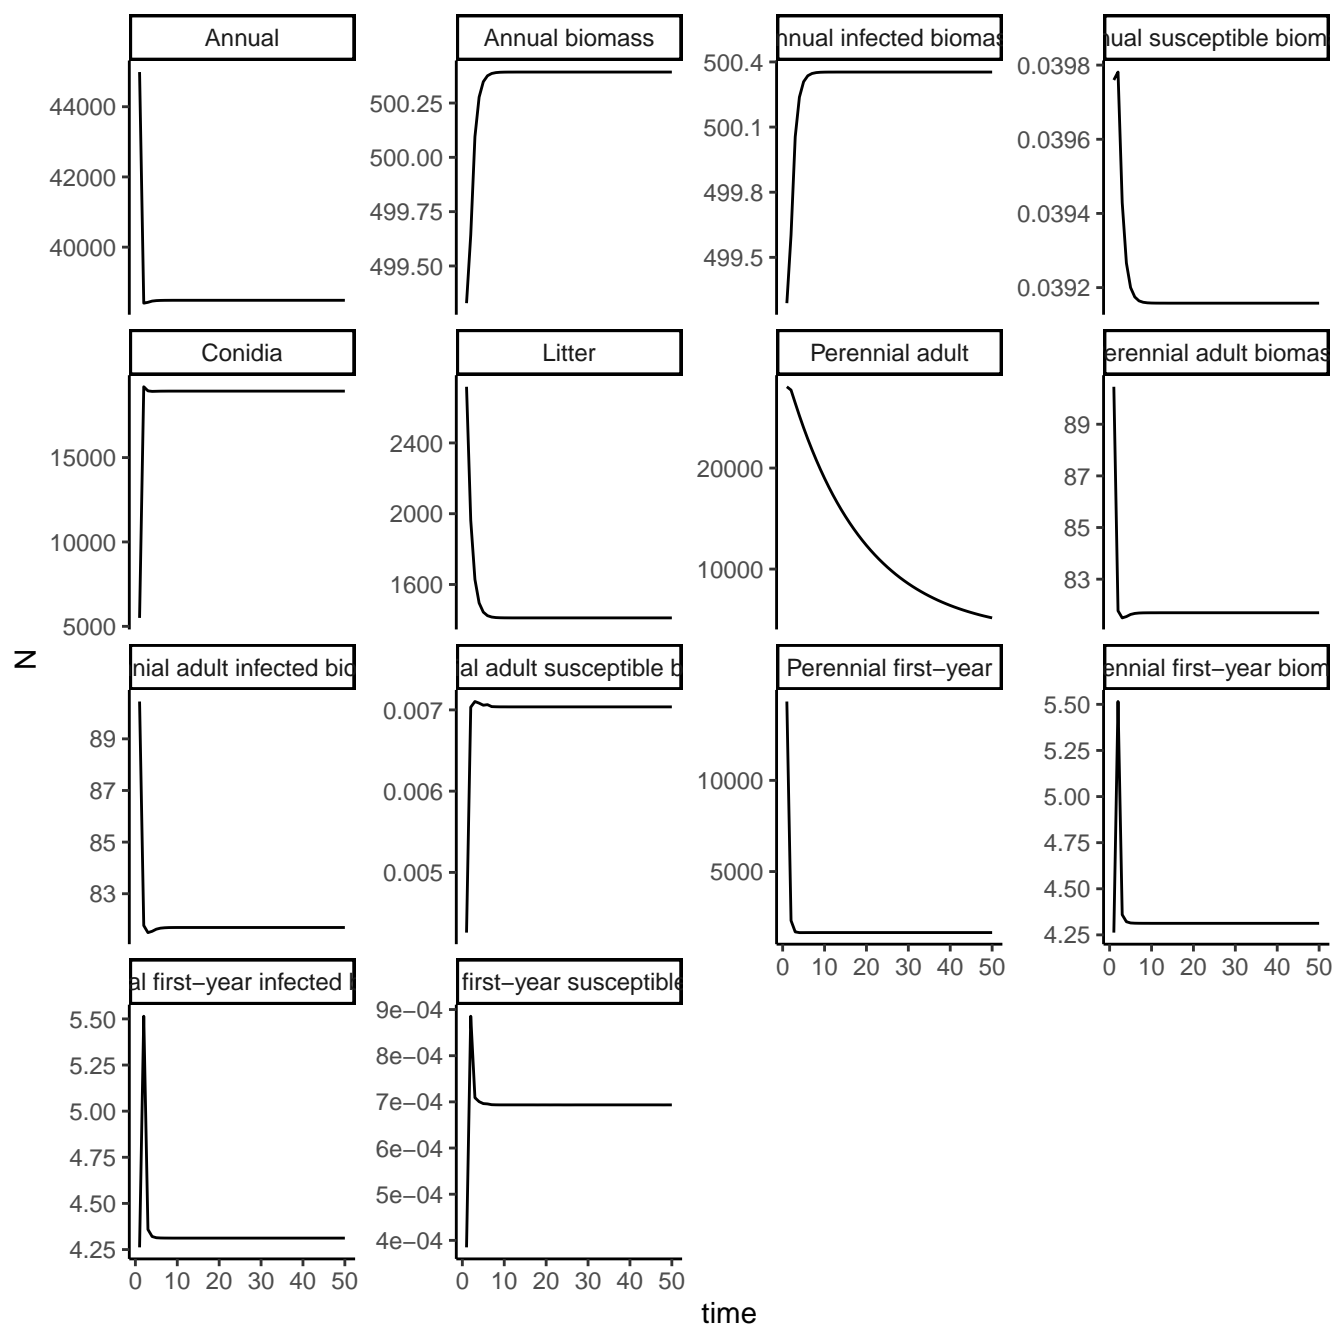 Annual
Annual biomass
nnual infected biomas
ual susceptible biom
44000
42000
40000
500.25
500.00
499.75
499.50
500.4
500.1
499.8
499.5
0.0398
0.0396
0.0394
0.0392
Conidia
Litter
Perennial adult
erennial adult biomas
15000
10000
5000
2400
2000
1600
20000
10000
89
87
85
83
nial adult infected bio
al adult susceptible b
Perennial first−year
ennial first−year biom
89
87
85
83
0.007
0.006
0.005
10000
5000
5.50
5.25
5.00
4.75
4.50
4.25
0 10 20 30 40 50
0 10 20 30 40 50
al first−year infected b
first−year susceptible
5.50
5.25
5.00
4.75
4.50
4.25
9e−04
8e−04
7e−04
6e−04
5e−04
4e−04
0 10 20 30 40 50
0 10 20 30 40 50
N
time